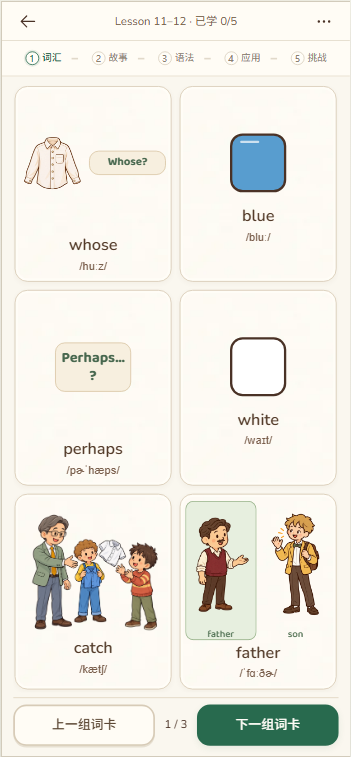 Lesson 11–12 · 已学 0/5
1 词汇 – 2 故事 – 3 语法 – 4 应用 – 5 挑战
Whose?
whose
/huːz/
blue
/bluː/
Perhaps...
?
perhaps
/pɚˈhæps/
white
/waɪt/
catch
/kætʃ/
father
son
father
/ˈfɑːðɚ/
上一组词卡
1 / 3
下一组词卡